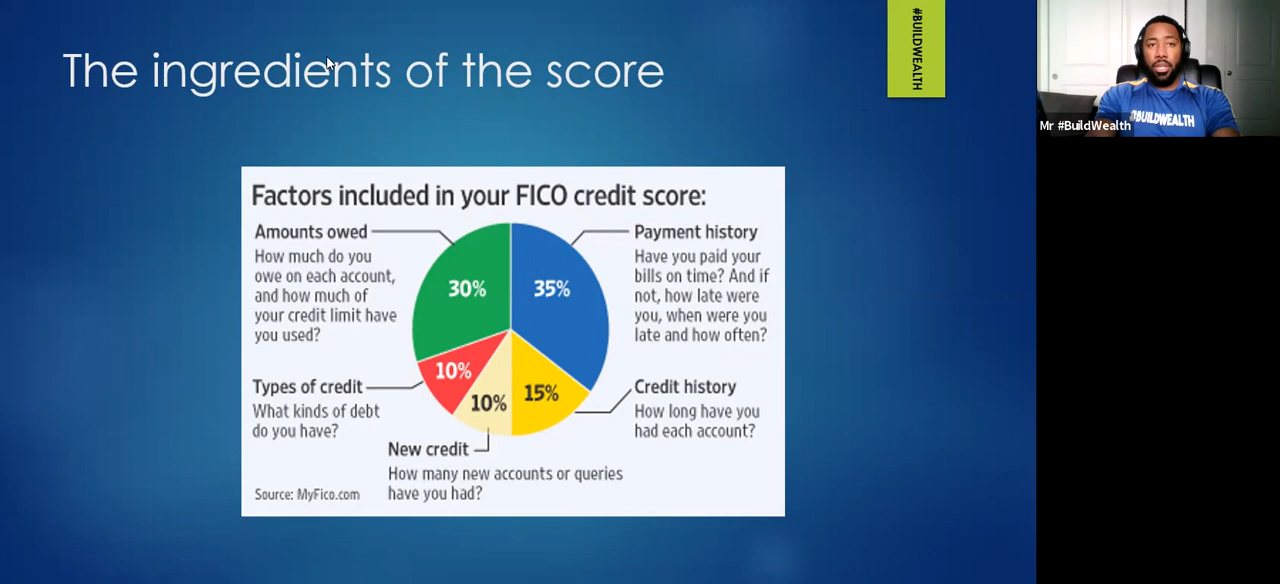 The ingredients of the score
#BUILDWEALTH
#BUILDWEALTH
Mr #BuildWealth
Factors included in your FICO credit score:
Amounts owed
How much do you
owe on each account,
and how much of
your credit limit have
you used?
30%
35%
Payment history
Have you paid your
bills on time? And if
not, how late were
you, when were you
late and how often?
Types of credit
What kinds of debt
do you have?
10%
10%
15%
Credit history
How long have you
had each account?
New credit
How many new accounts or queries
have you had?
Source: MyFico.com